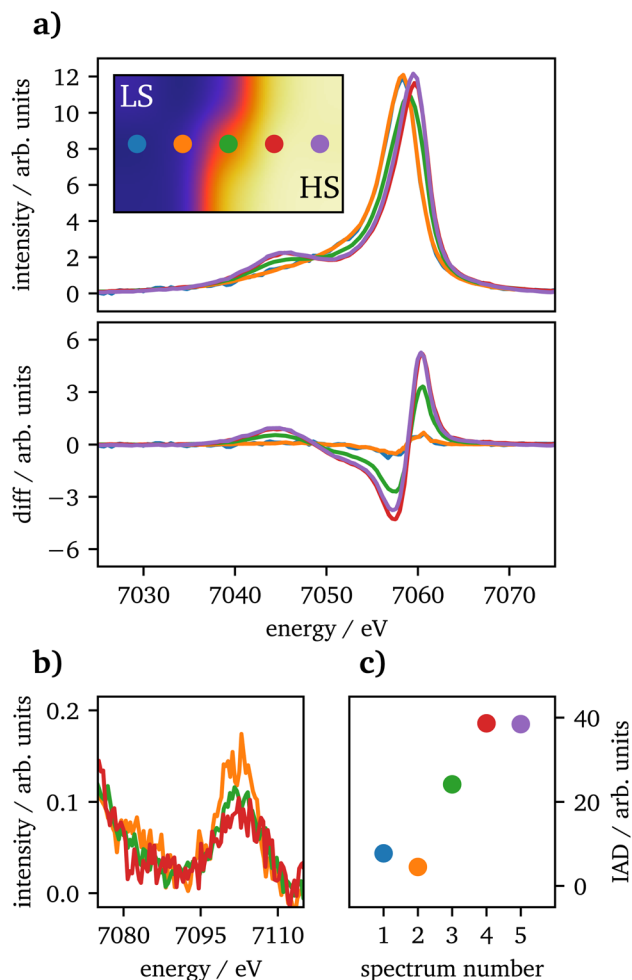 a)
12
10
8
6
4
2
0
intensity / arb. units
LS
HS
6
3
0
−3
−6
diff / arb. units
7030 7040 7050 7060 7070
energy / eV
b)
0.2
0.1
0.0
intensity / arb. units
7080 7095 7110
energy / eV
c)
40
20
0
IAD / arb. units
1 2 3 4 5
spectrum number